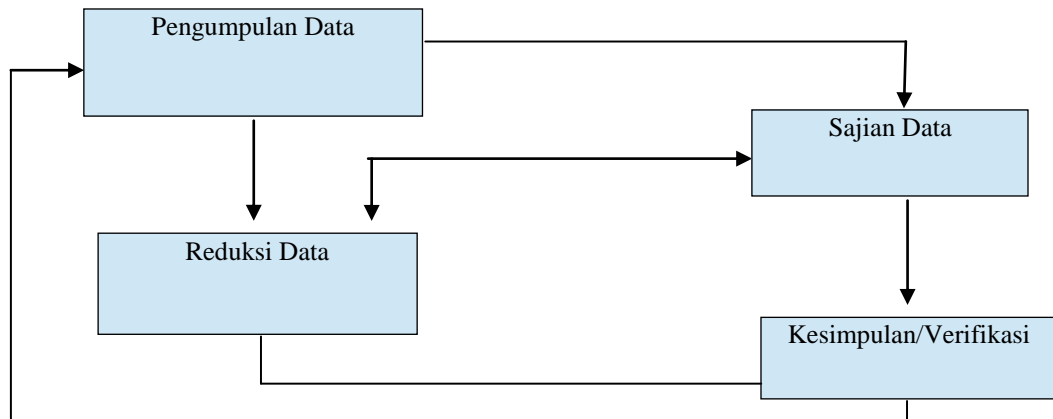 Pengumpulan Data
Sajian Data
Reduksi Data
Kesimpulan/Verifikasi